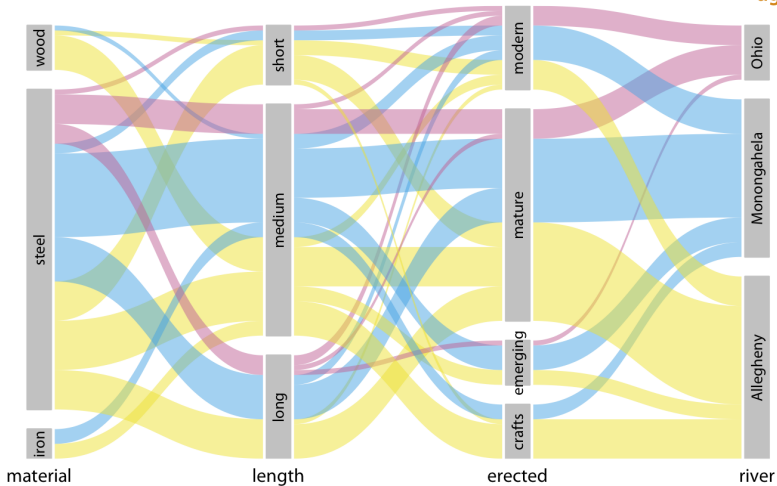 wood
steel
iron
short
medium
long
modern
mature
emerging
crafts
Ohio
Monongahela
Allegheny
material length erected river